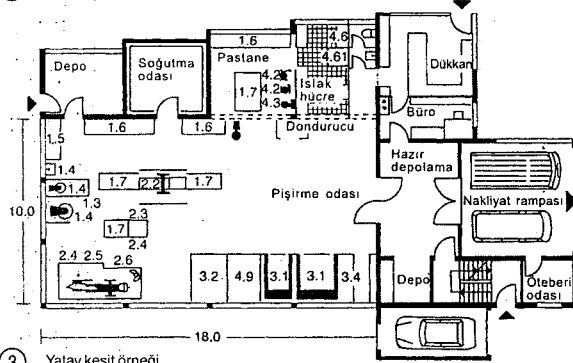 1.6
4.6
Depo
Soğutma
odası
Pastane
4.61
Dükkan
1.7
4.2
4.2
4.3
Islak
hücre
Büro
1.6
1.6
Dondurucu
1.5
Hazır
depolama
1.4
1.4
1.7
2.2
1.7
Pişirme odası
Nakliyat rampası
1.3
1.4
10.0
2.3
1.7
2.4
2.4 2.5
2.6
3.2
4.9
3.1
3.1
3.4
Depo
Öteberi
odası
18.0
3 Yatay kesit örneği